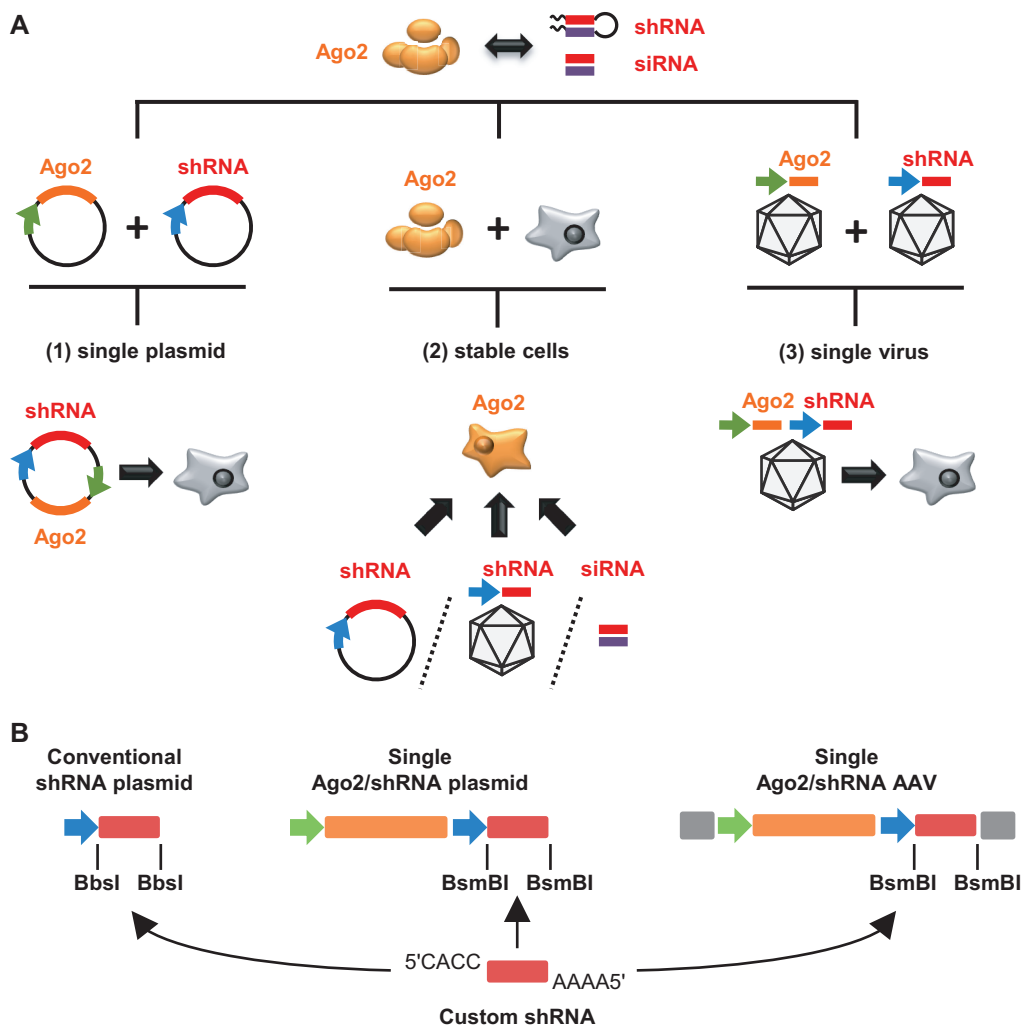 A
Ago2
shRNA
siRNA
Ago2
shRNA
Ago2
Ago2
shRNA
(1) single plasmid
(2) stable cells
(3) single virus
shRNA
Ago2
Ago2
Ago2
shRNA
shRNA
shRNA
siRNA
B
Conventional
shRNA plasmid
Single
Ago2/shRNA plasmid
Single
Ago2/shRNA AAV
BbsI
BbsI
BsmBI
BsmBI
BsmBI
BsmBI
5'CACC
AAAA5'
Custom shRNA